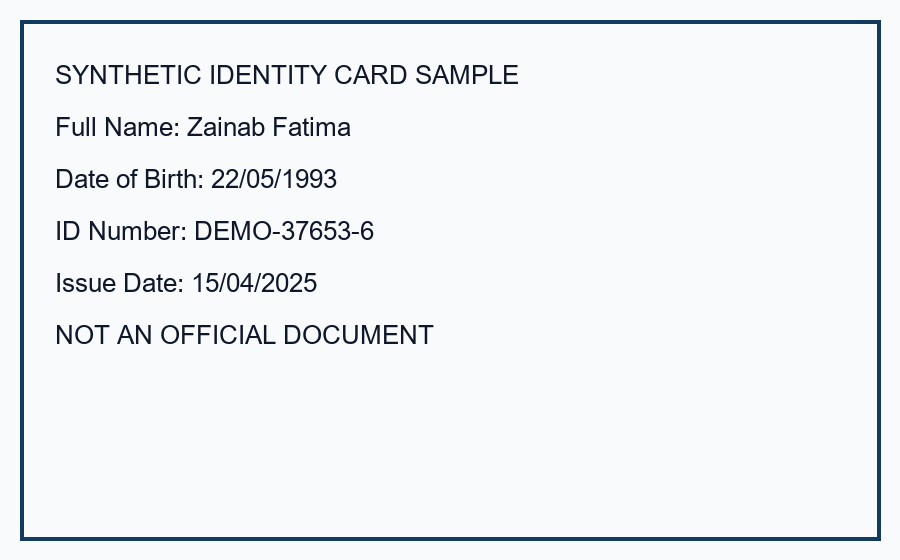 SYNTHETIC IDENTITY CARD SAMPLE
Full Name: Zainab Fatima
Date of Birth: 22/05/1993
ID Number: DEMO-37653-6
Issue Date: 15/04/2025
NOT AN OFFICIAL DOCUMENT